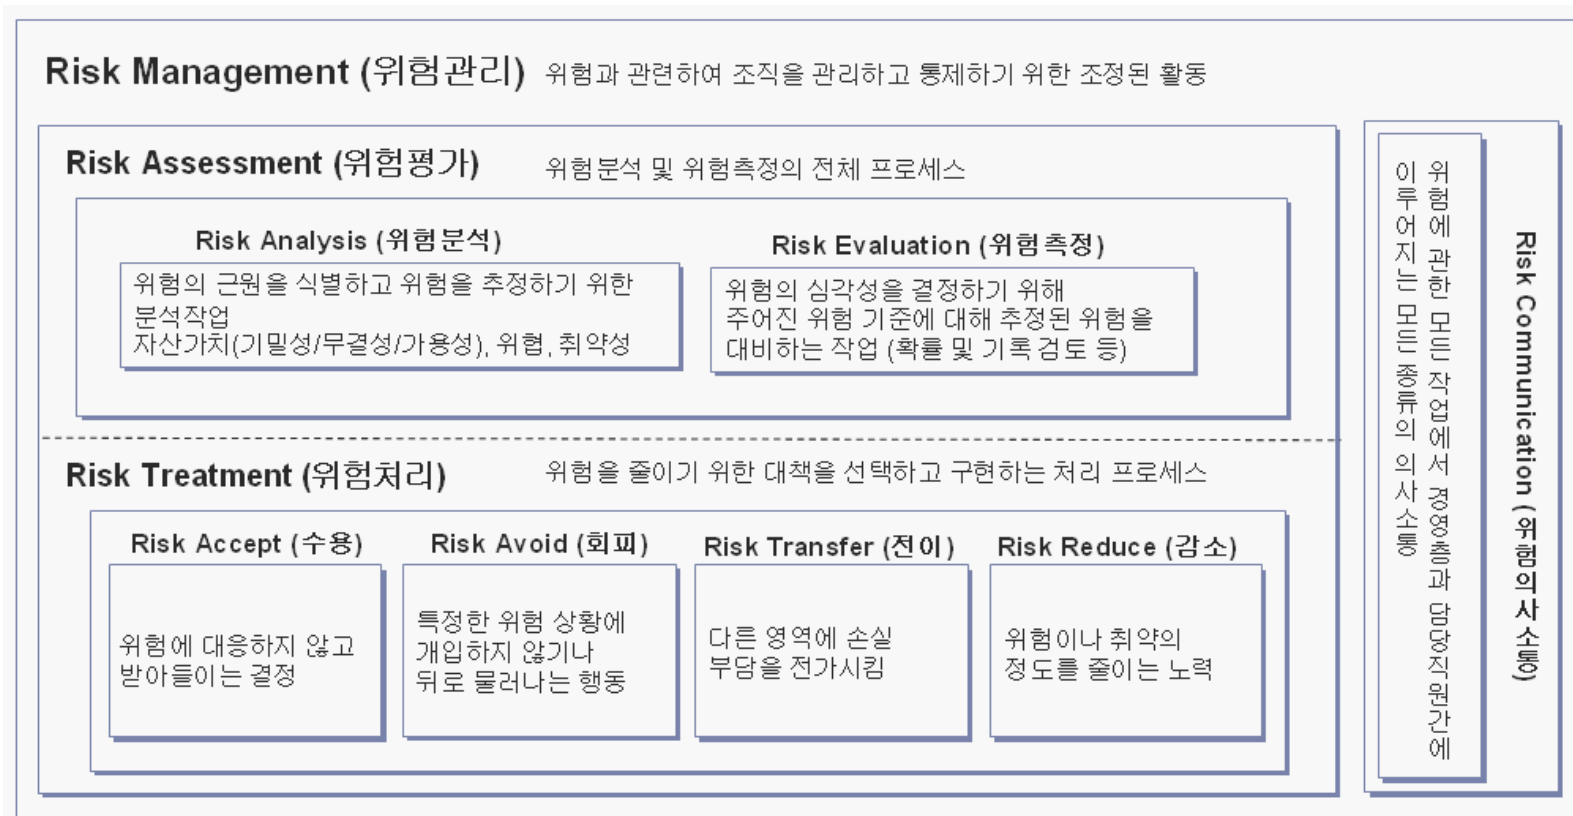 Risk Management (위험관리) 위험과 관련하여 조직을 관리하고 통제하기 위한 조정된 활동
Risk Assessment (위험평가) 위험분석 및 위험측정의 전체 프로세스
Risk Analysis (위험분석)
위험의 근원을 식별하고 위험을 추정하기 위한
분석작업
자산가치(기밀성/무결성/가용성), 위협, 취약성
Risk Evaluation (위험측정)
위험의 심각성을 결정하기 위해
주어진 위험 기준에 대해 추정된 위험을
대비하는 작업 (확률 및 기록 검토 등)
Risk Treatment (위험처리) 위험을 줄이기 위한 대책을 선택하고 구현하는 처리 프로세스
Risk Accept (수용)
위험에 대응하지 않고
받아들이는 결정
Risk Avoid (회피)
특정한 위험 상황에
개입하지 않기나
뒤로 물러나는 행동
Risk Transfer (전이)
다른 영역에 손실
부담을 전가시킴
Risk Reduce (감소)
위험이나 취약의
정도를 줄이는 노력
Risk Communication (위험의사소통)
위험에 관한 모든 작업에서 경영층과 담당직원간에
이루어지는 모든 종류의 의사소통